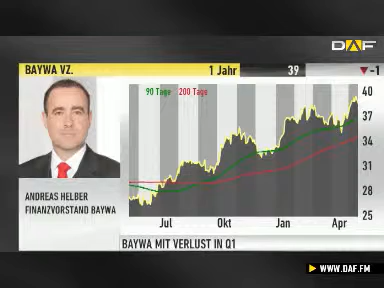 DAF
BAYWA VZ. 1 Jahr 39 ▼-1
90 Tage 200 Tage
40
37
34
31
28
25
Jul Okt Jan Apr
ANDREAS HELBER
FINANZVORSTAND BAYWA
BAYWA MIT VERLUST IN Q1
WWW.DAF.FM